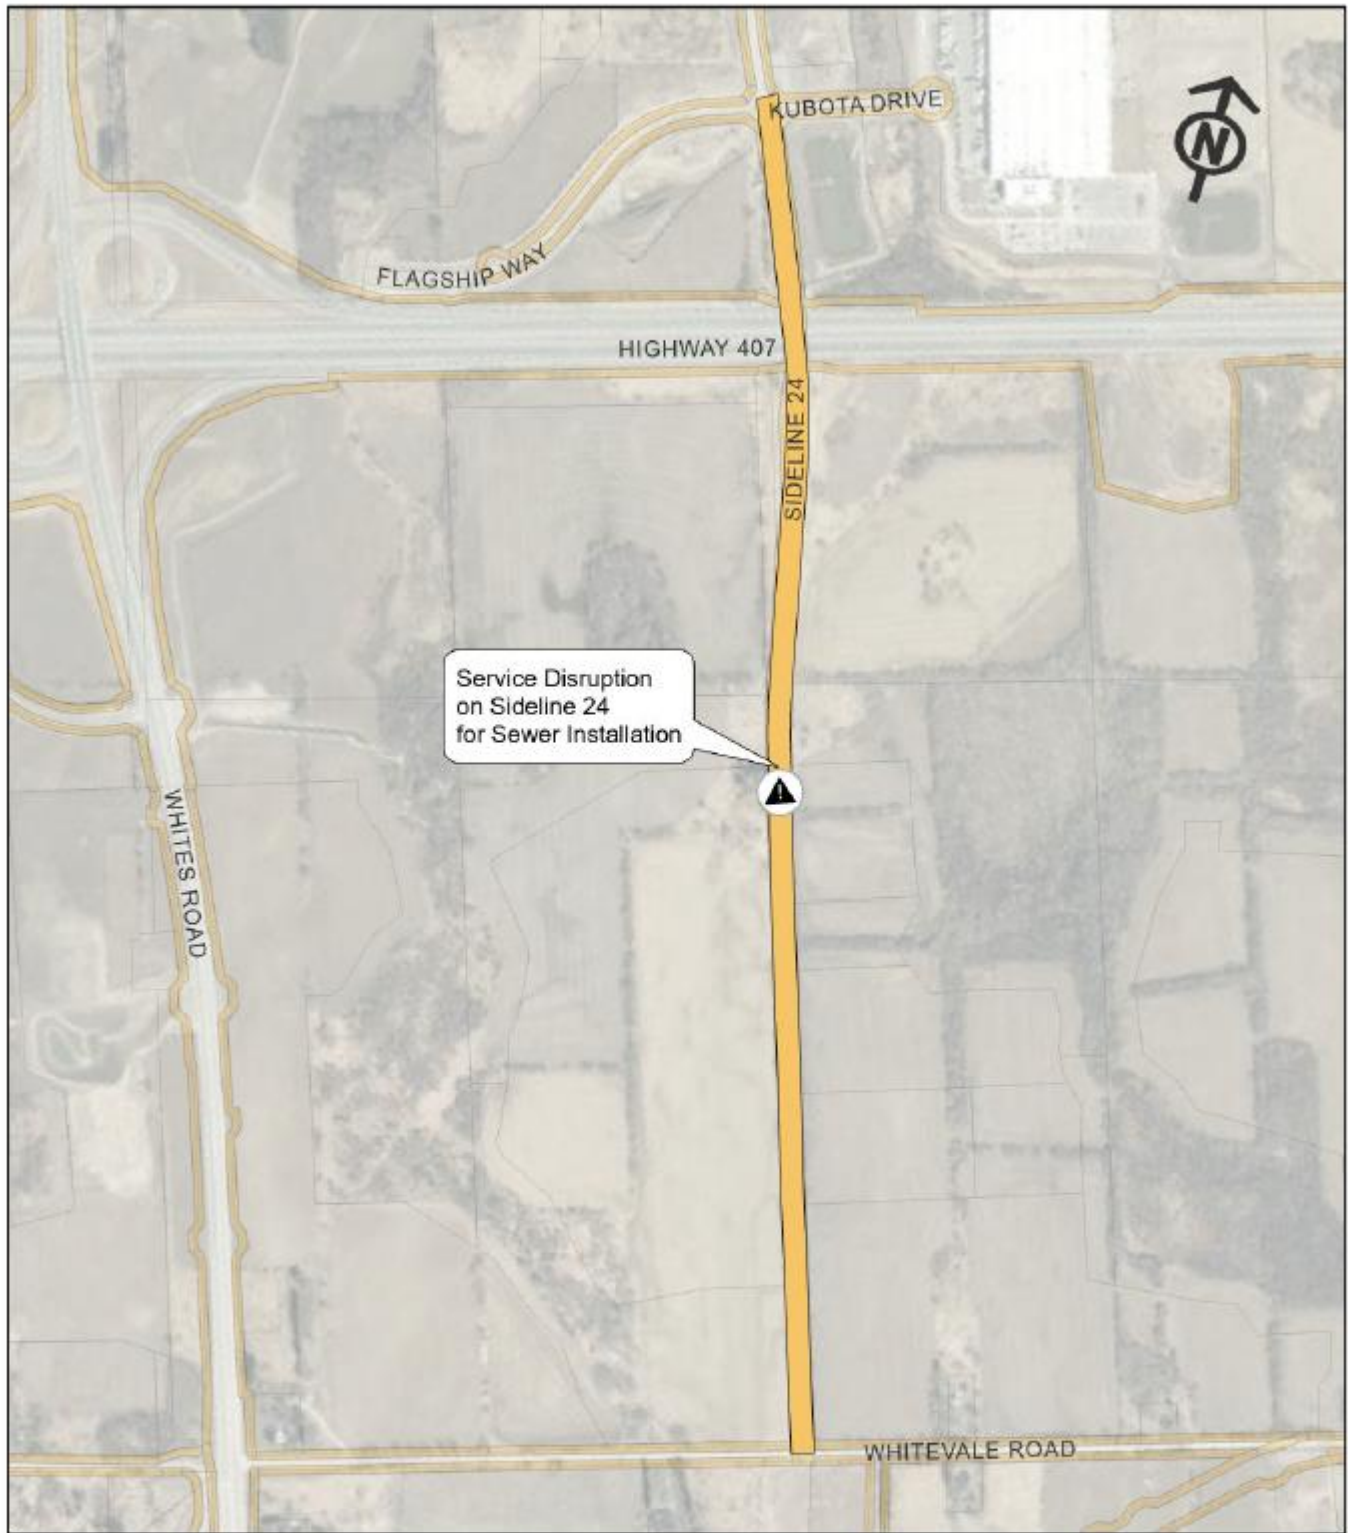 KUBOTA DRIVE
N
FLAGSHIP WAY
HIGHWAY 407
SIDELINE 24
Service Disruption
on Sideline 24
for Sewer Installation
WHITES ROAD
WHITEVALE ROAD